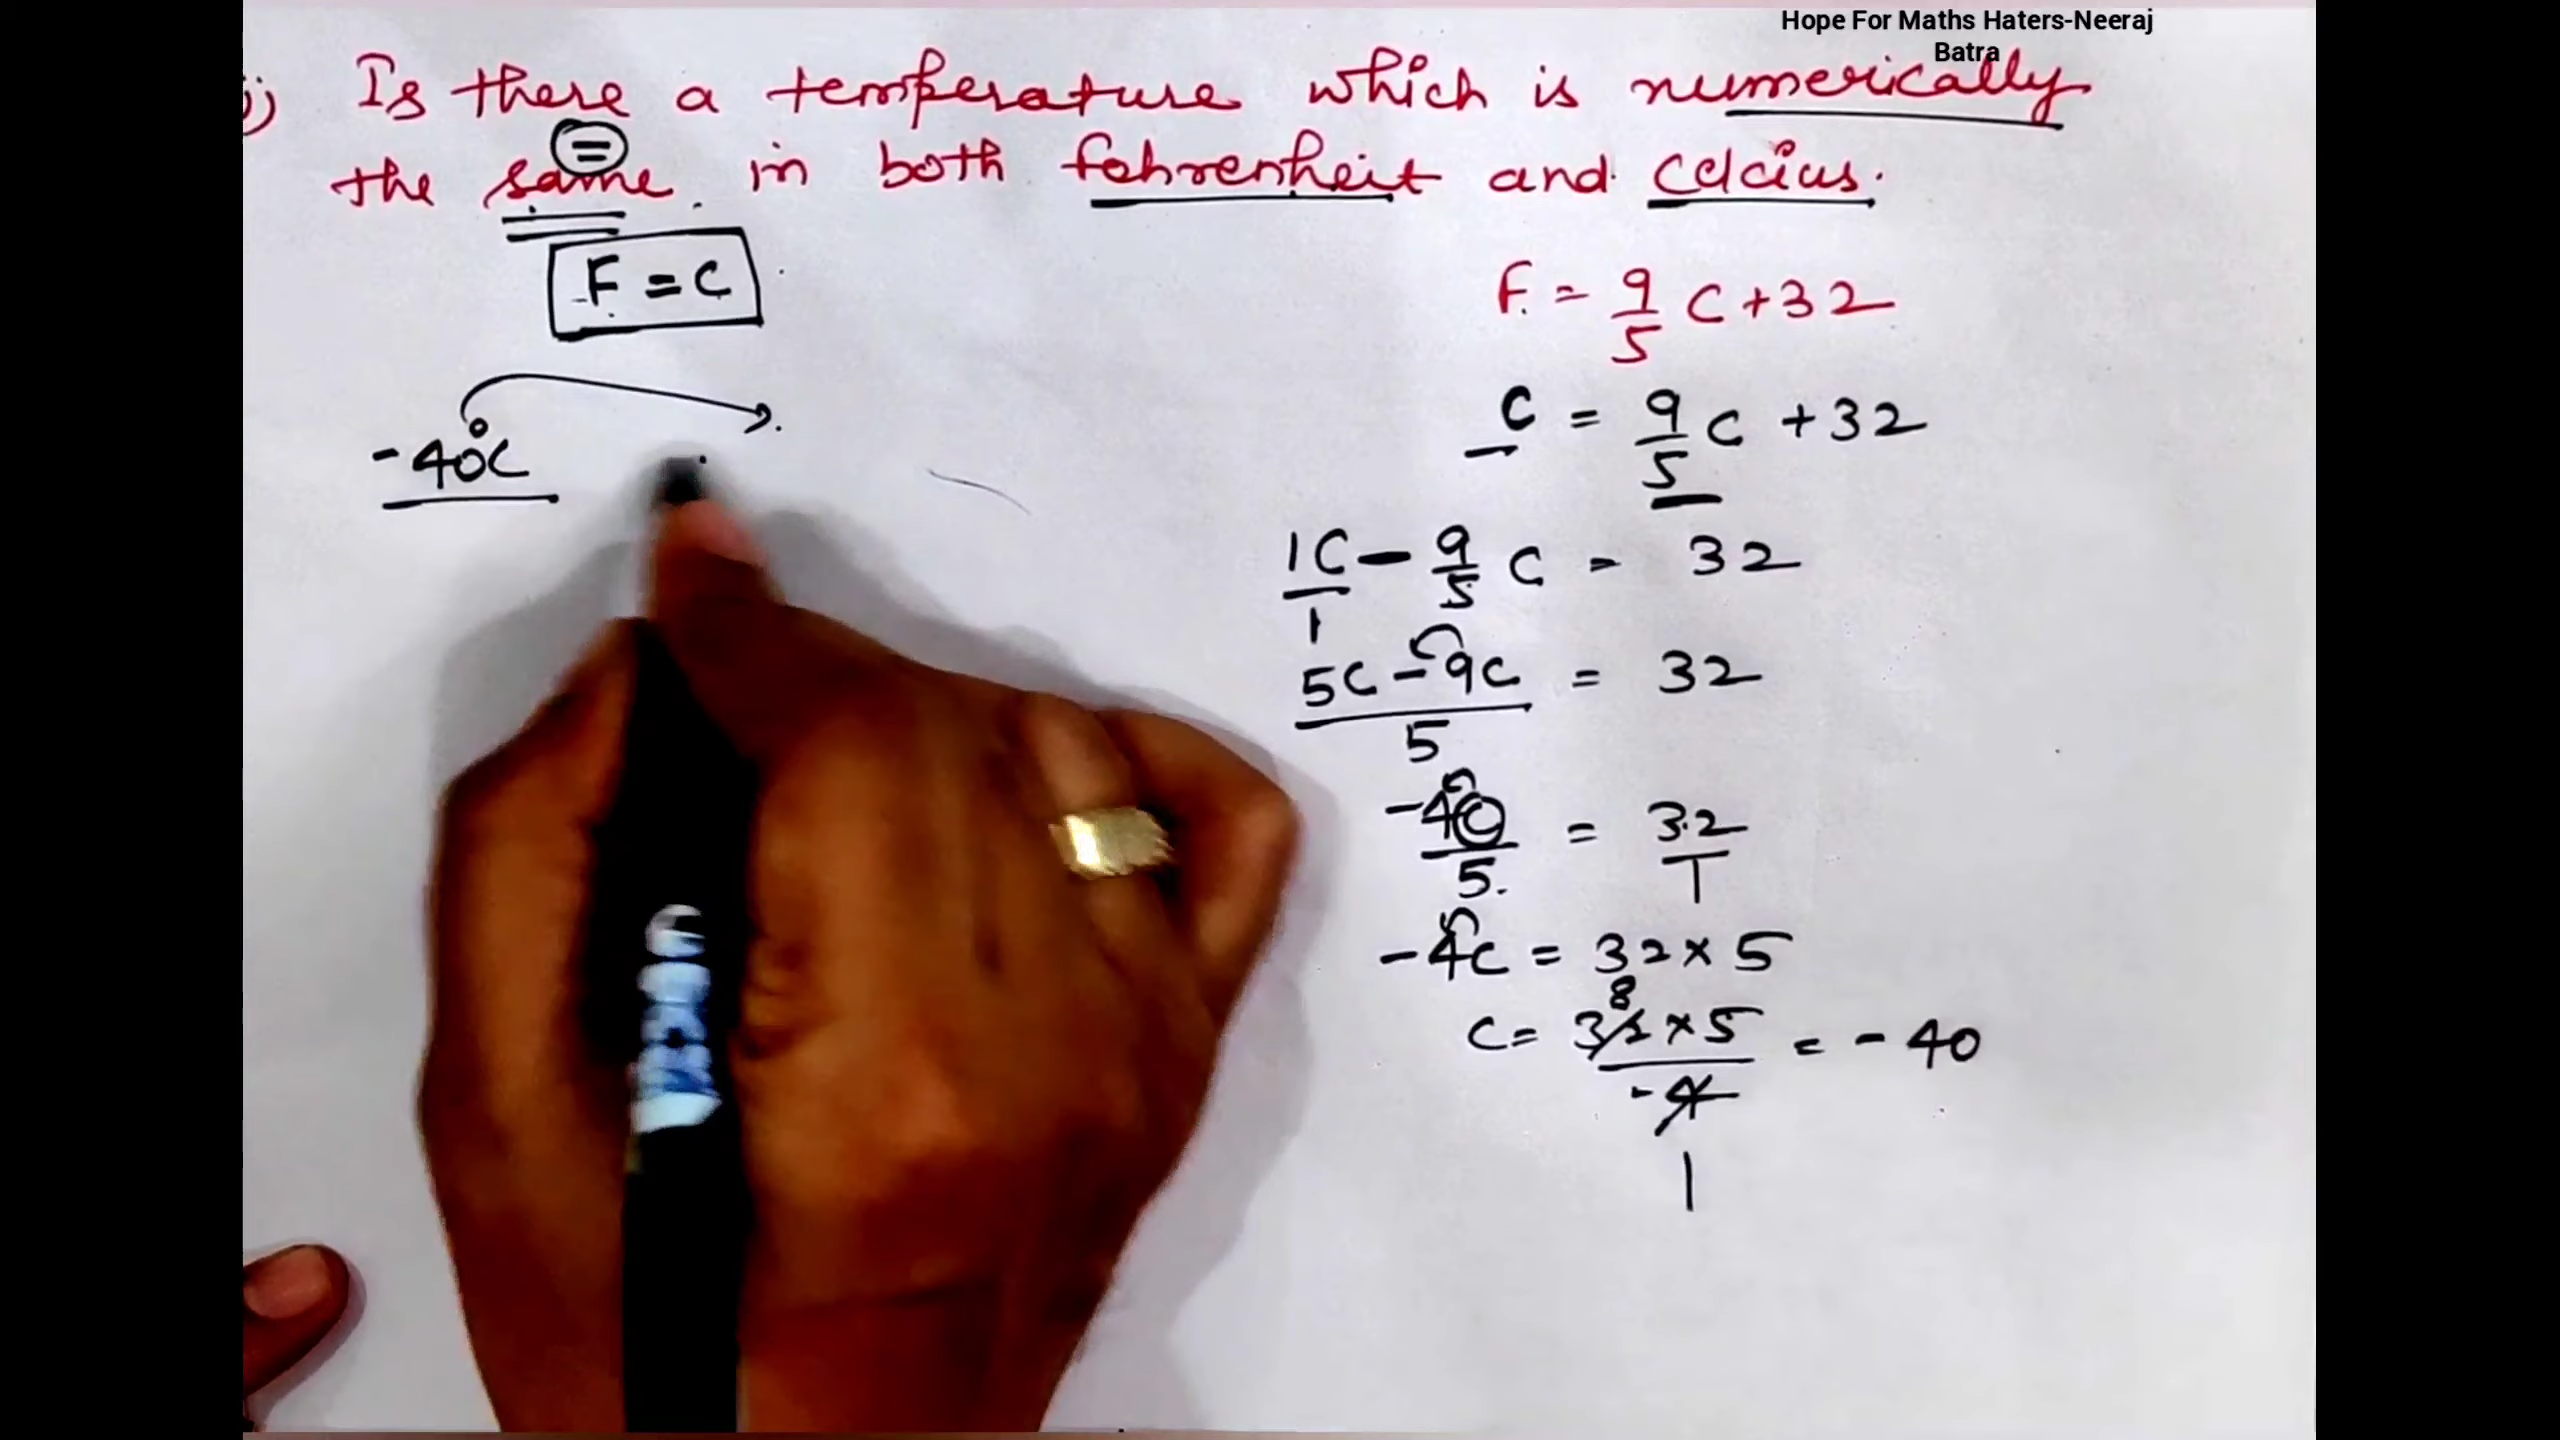 Hope For Maths Haters-Neeraj
Batra
Is there a temperature which is numerically
=
the same in both fahrenheit and celcius.
F = C
F = 9/5 C + 32
-40°C
C = 9/5 C + 32
1C/1 - 9/5 C = 32
5C - 9C / 5 = 32
-4C/5 = 32/1
-4C = 32 × 5
8
C = 32 × 5 / -4 = -40
1